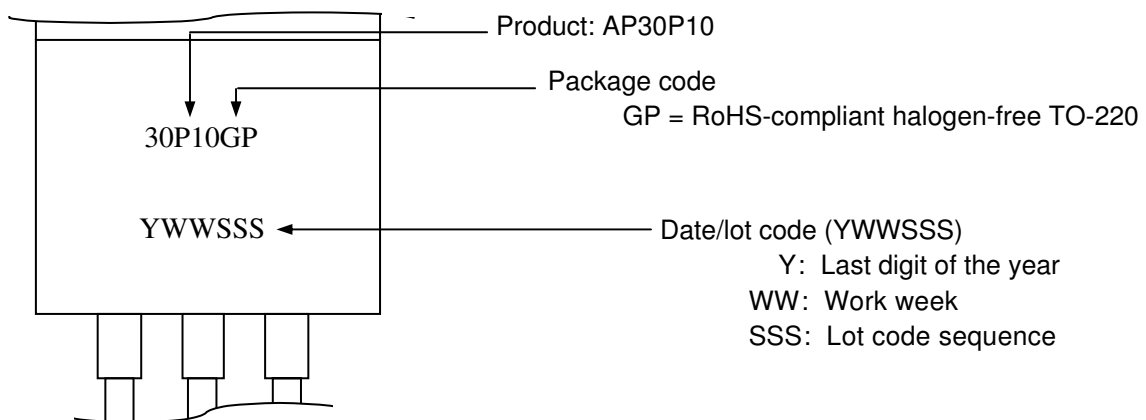 Product: AP30P10
Package code
GP = RoHS-compliant halogen-free TO-220
30P10GP
YWWSSS
Date/lot code (YWWSSS)
Y: Last digit of the year
WW: Work week
SSS: Lot code sequence